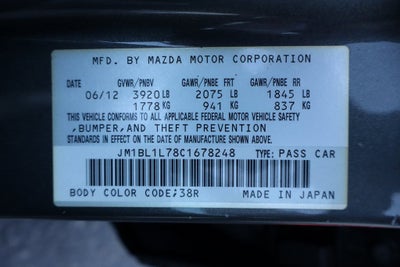 MFD. BY MAZDA MOTOR CORPORATION
DATE GVWR/PNBV GAWR/PNBE FRT GAWR/PNBE RR
06/12 3920 LB 2075 LB 1845 LB
1778 KG 941 KG 837 KG
THIS VEHICLE CONFORMS TO ALL APPLICABLE FEDERAL MOTOR VEHICLE SAFETY,
,BUMPER,AND THEFT PREVENTION
STANDARDS IN EFFECT ON THE DATE OF MANUFACTURE SHOWN ABOVE.
JM1BL1L78C1678248 TYPE: PASS CAR
BODY COLOR CODE;38R MADE IN JAPAN